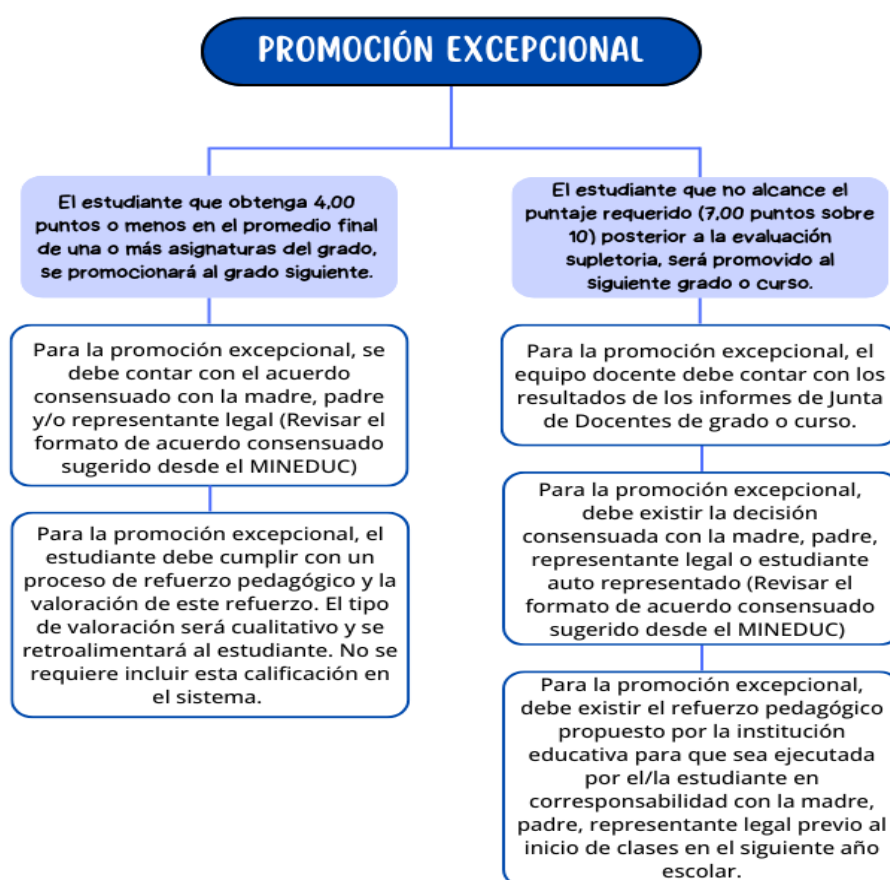 PROMOCIÓN EXCEPCIONAL
El estudiante que obtenga 4,00
puntos o menos en el promedio final
de una o más asignaturas del grado,
se promocionará al grado siguiente.
Para la promoción excepcional, se
debe contar con el acuerdo
consensuado con la madre, padre
y/o representante legal (Revisar el
formato de acuerdo consensuado
sugerido desde el MINEDUC)
Para la promoción excepcional, el
estudiante debe cumplir con un
proceso de refuerzo pedagógico y la
valoración de este refuerzo. El tipo
de valoración será cualitativo y se
retroalimentará al estudiante. No se
requiere incluir esta calificación en
el sistema.
El estudiante que no alcance el
puntaje requerido (7,00 puntos sobre
10) posterior a la evaluación
supletoria, será promovido al
siguiente grado o curso.
Para la promoción excepcional, el
equipo docente debe contar con los
resultados de los informes de Junta
de Docentes de grado o curso.
Para la promoción excepcional,
debe existir la decisión
consensuada con la madre, padre,
representante legal o estudiante
auto representado (Revisar el
formato de acuerdo consensuado
sugerido desde el MINEDUC)
Para la promoción excepcional,
debe existir el refuerzo pedagógico
propuesto por la institución
educativa para que sea ejecutada
por el/la estudiante en
corresponsabilidad con la madre,
padre, representante legal previo al
inicio de clases en el siguiente año
escolar.